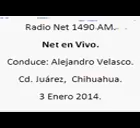 Radio Net 1490 AM.
Net en Vivo.
Conduce: Alejandro Velasco.
Cd. Juárez, Chihuahua.
3 Enero 2014.